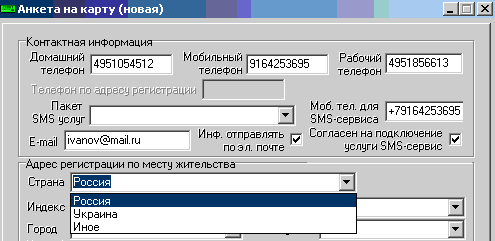 Анкета на карту (новая)
Контактная информация
Домашний телефон 4951054512 Мобильный телефон 9164253695 Рабочий телефон 4951856613
Телефон по адресу регистрации
Пакет SMS услуг Моб. тел. для SMS-сервиса +79164253695
E-mail ivanov@mail.ru Инф. отправлять по эл. почте Согласен на подключение услуги SMS-сервис
Адрес регистрации по месту жительства
Страна Россия
Россия
Индекс
Украина
Город Иное